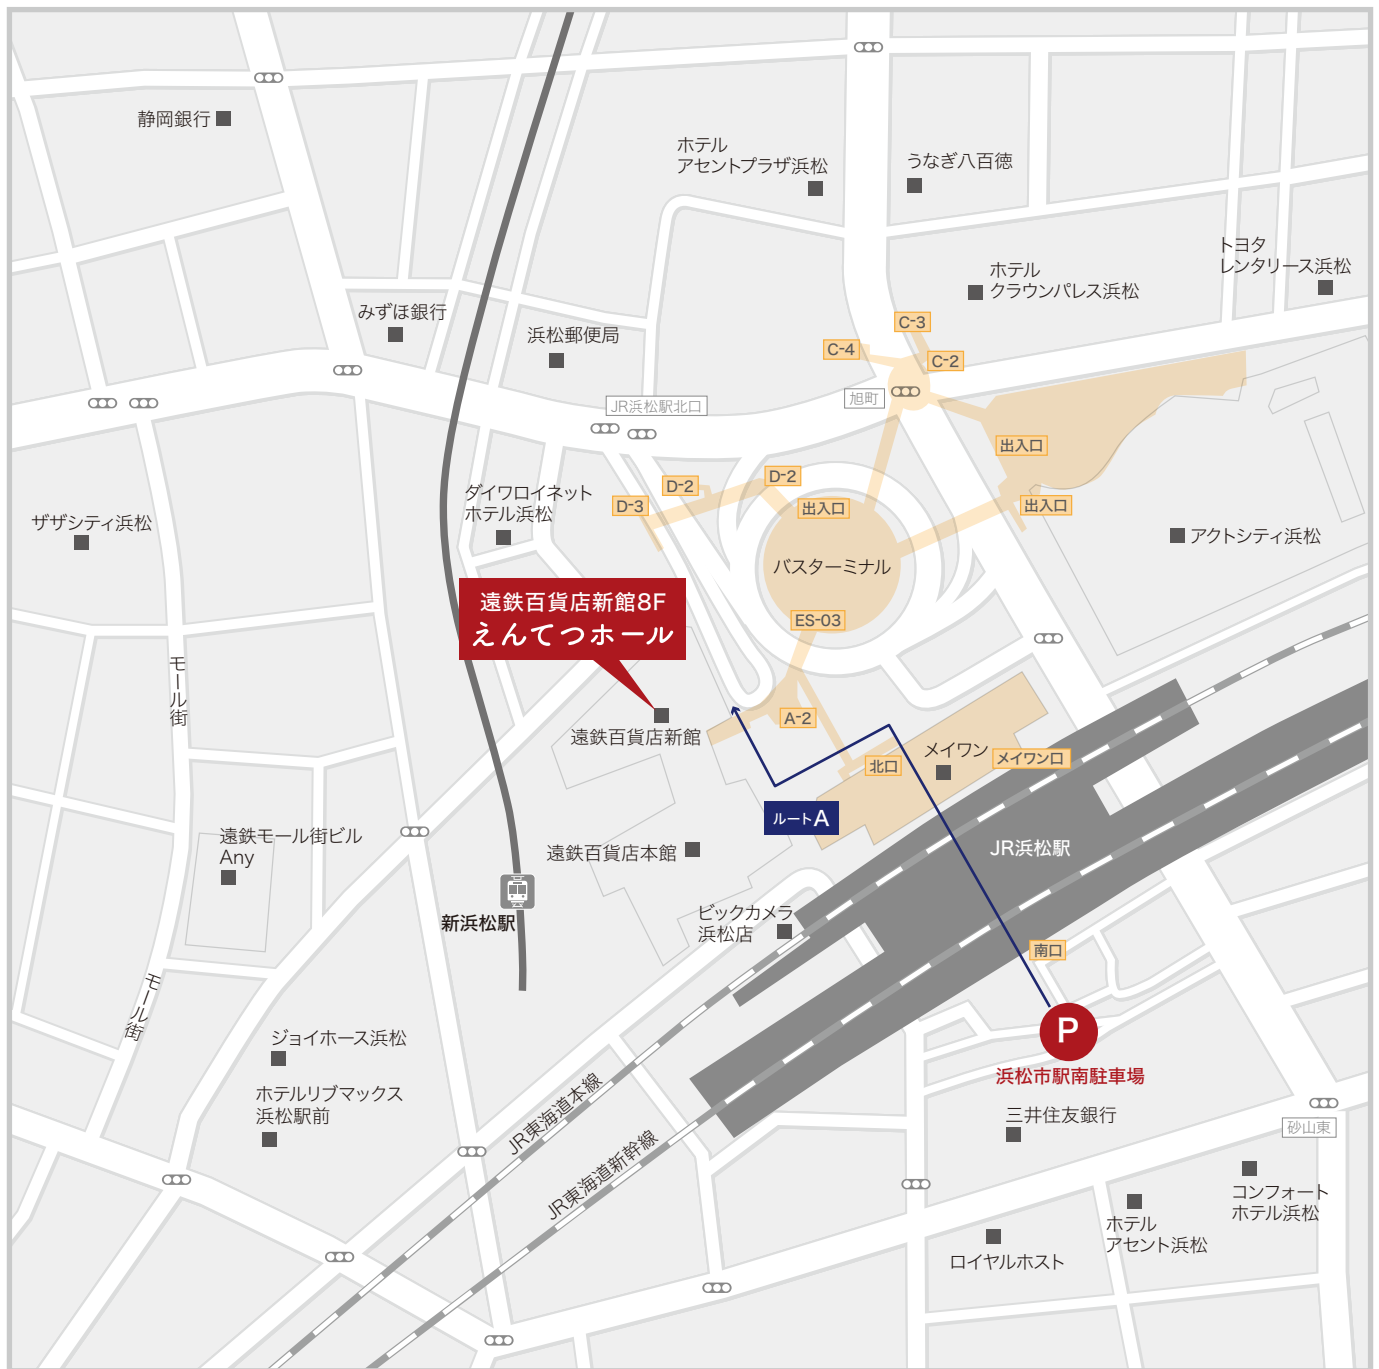 静岡銀行
ホテル
アセントプラザ浜松
うなぎ八百徳
トヨタ
レンタリース浜松
ホテル
クラウンパレス浜松
みずほ銀行
浜松郵便局
C-3
C-4
C-2
旭町
JR浜松駅北口
出入口
D-2
D-2
D-3
出入口
出入口
ダイワロイネット
ホテル浜松
ザザシティ浜松
アクトシティ浜松
バスターミナル
遠鉄百貨店新館8F
えんてつホール
ES-03
モール街
A-2
遠鉄百貨店新館
北口
メイワン
メイワン口
ルートA
遠鉄モール街ビル
Any
遠鉄百貨店本館
JR浜松駅
新浜松駅
ビックカメラ
浜松店
南口
モール街
P
浜松市駅南駐車場
ジョイホース浜松
ホテルリブマックス
浜松駅前
JR東海道本線
JR東海道新幹線
三井住友銀行
砂山東
コンフォート
ホテル浜松
ホテル
アセント浜松
ロイヤルホスト